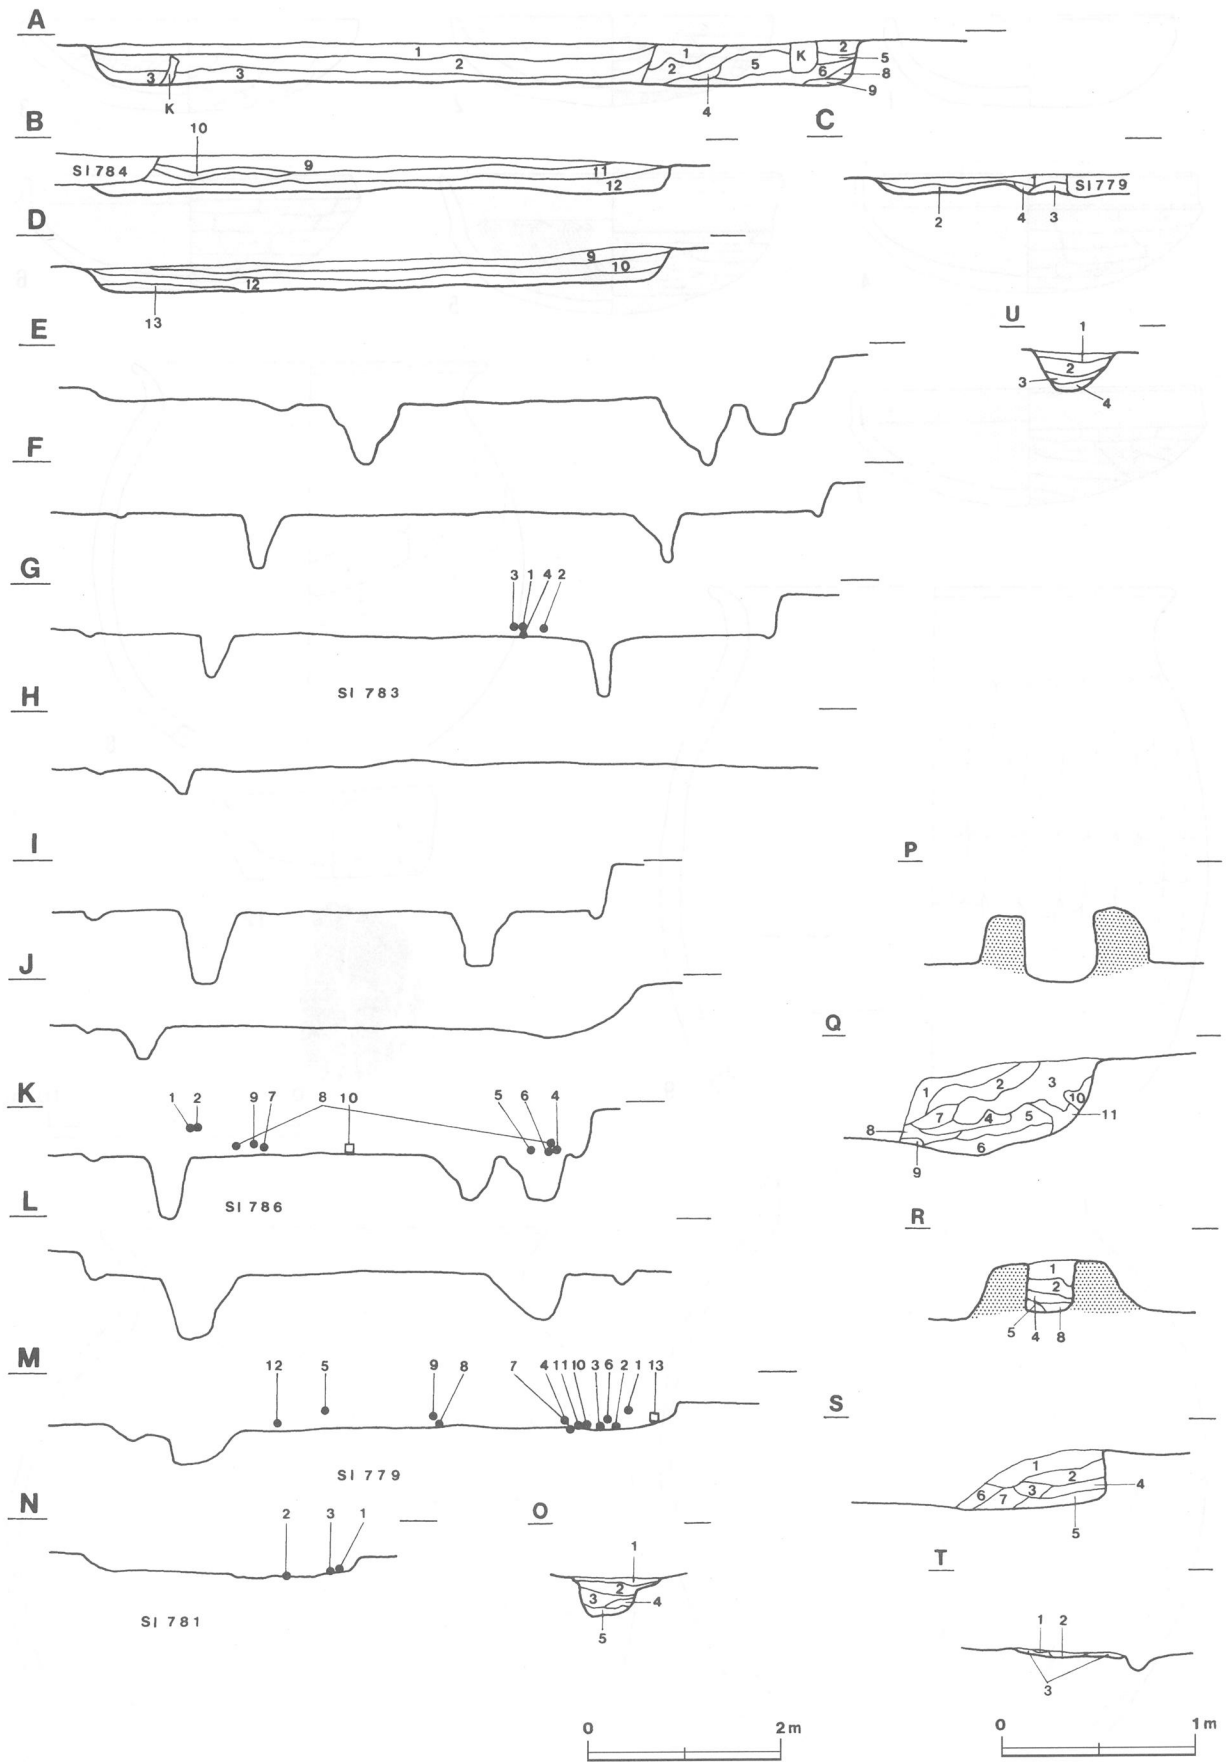 A
1 1 2
2 2 5 K 5
3 3 6 8
K 4 9
B C
10
SI 784 9 11 1 SI 779
12 2 4 3
D
9
10
12
13
E U
1
2
3 4
F
G
3 1 4 2
SI 783
H
I P
J
Q
K
1 2 9 7 8 10 5 6 4
1 2 3 10
7 4 5 11
8 6
9
SI 786
L R
1
2
5 4 8
M
12 5 9 8 7 4 11 10 3 6 2 1 13
S
1
2
6 7 3 4
5
SI 779
N O
2 3 1
1
2
3 4
5
T
SI 781
1 2
3
0 2m
0 1m